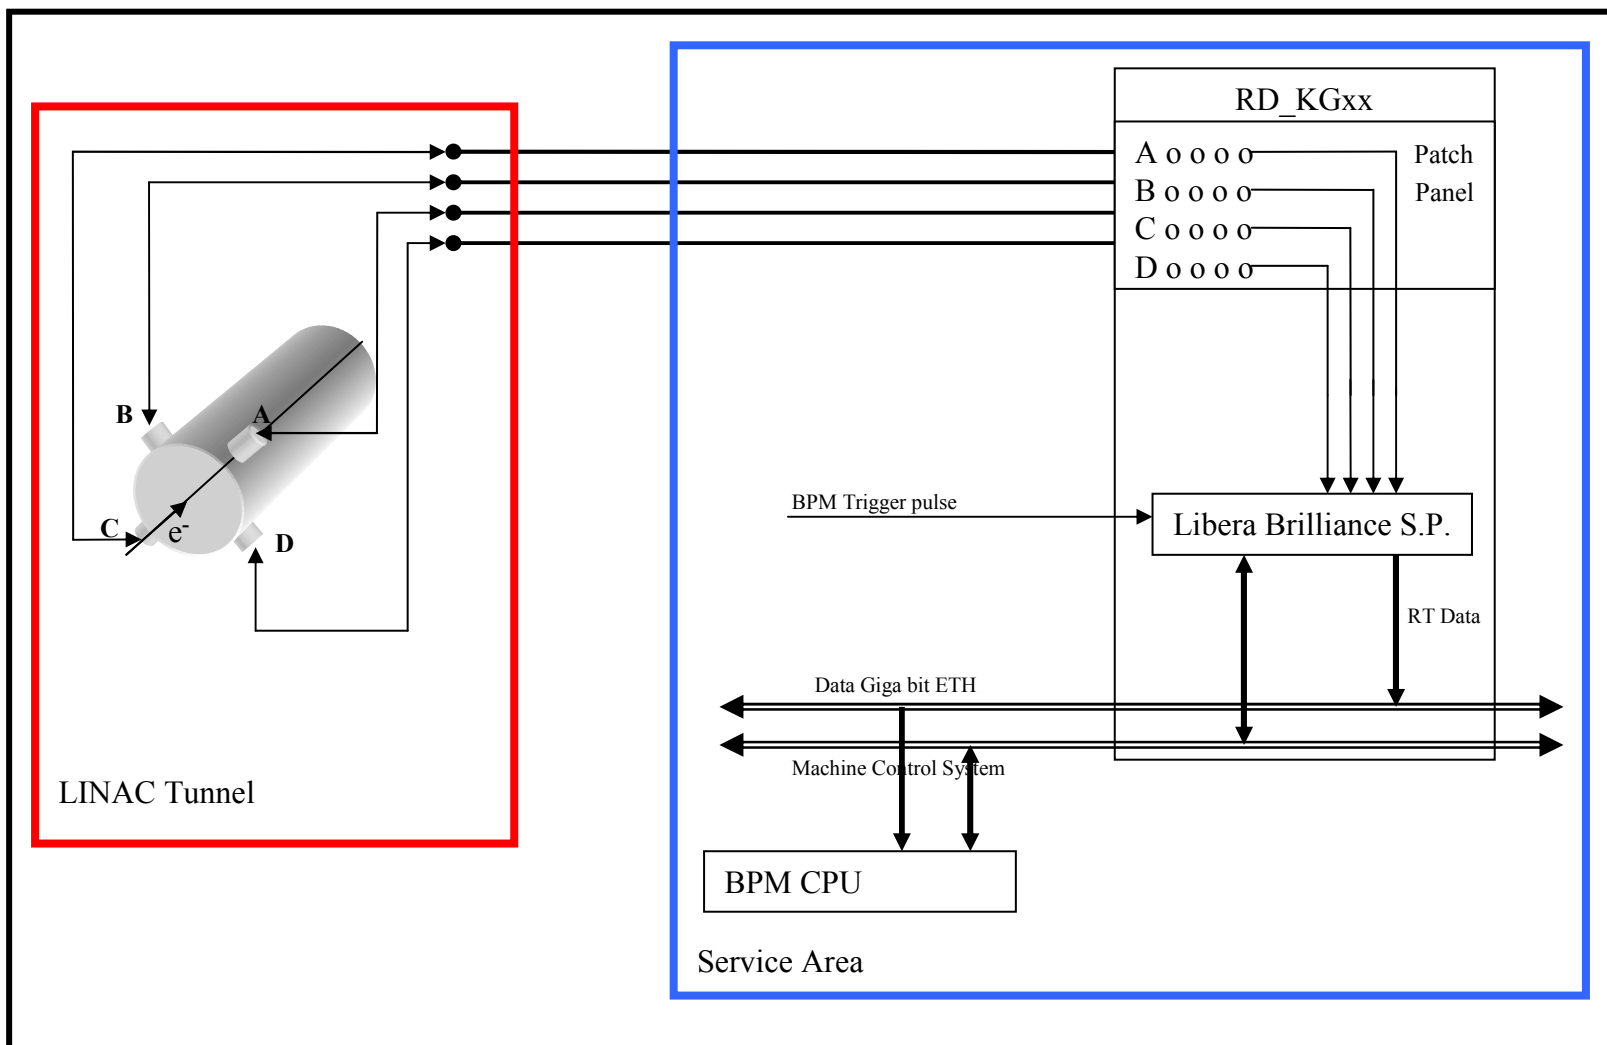 RD_KGxx
A o o o o
Patch
B o o o o
Panel
C o o o o
D o o o o
B
A
C
e-
D
BPM Trigger pulse
Libera Brilliance S.P.
RT Data
Data Giga bit ETH
Machine Control System
LINAC Tunnel
BPM CPU
Service Area